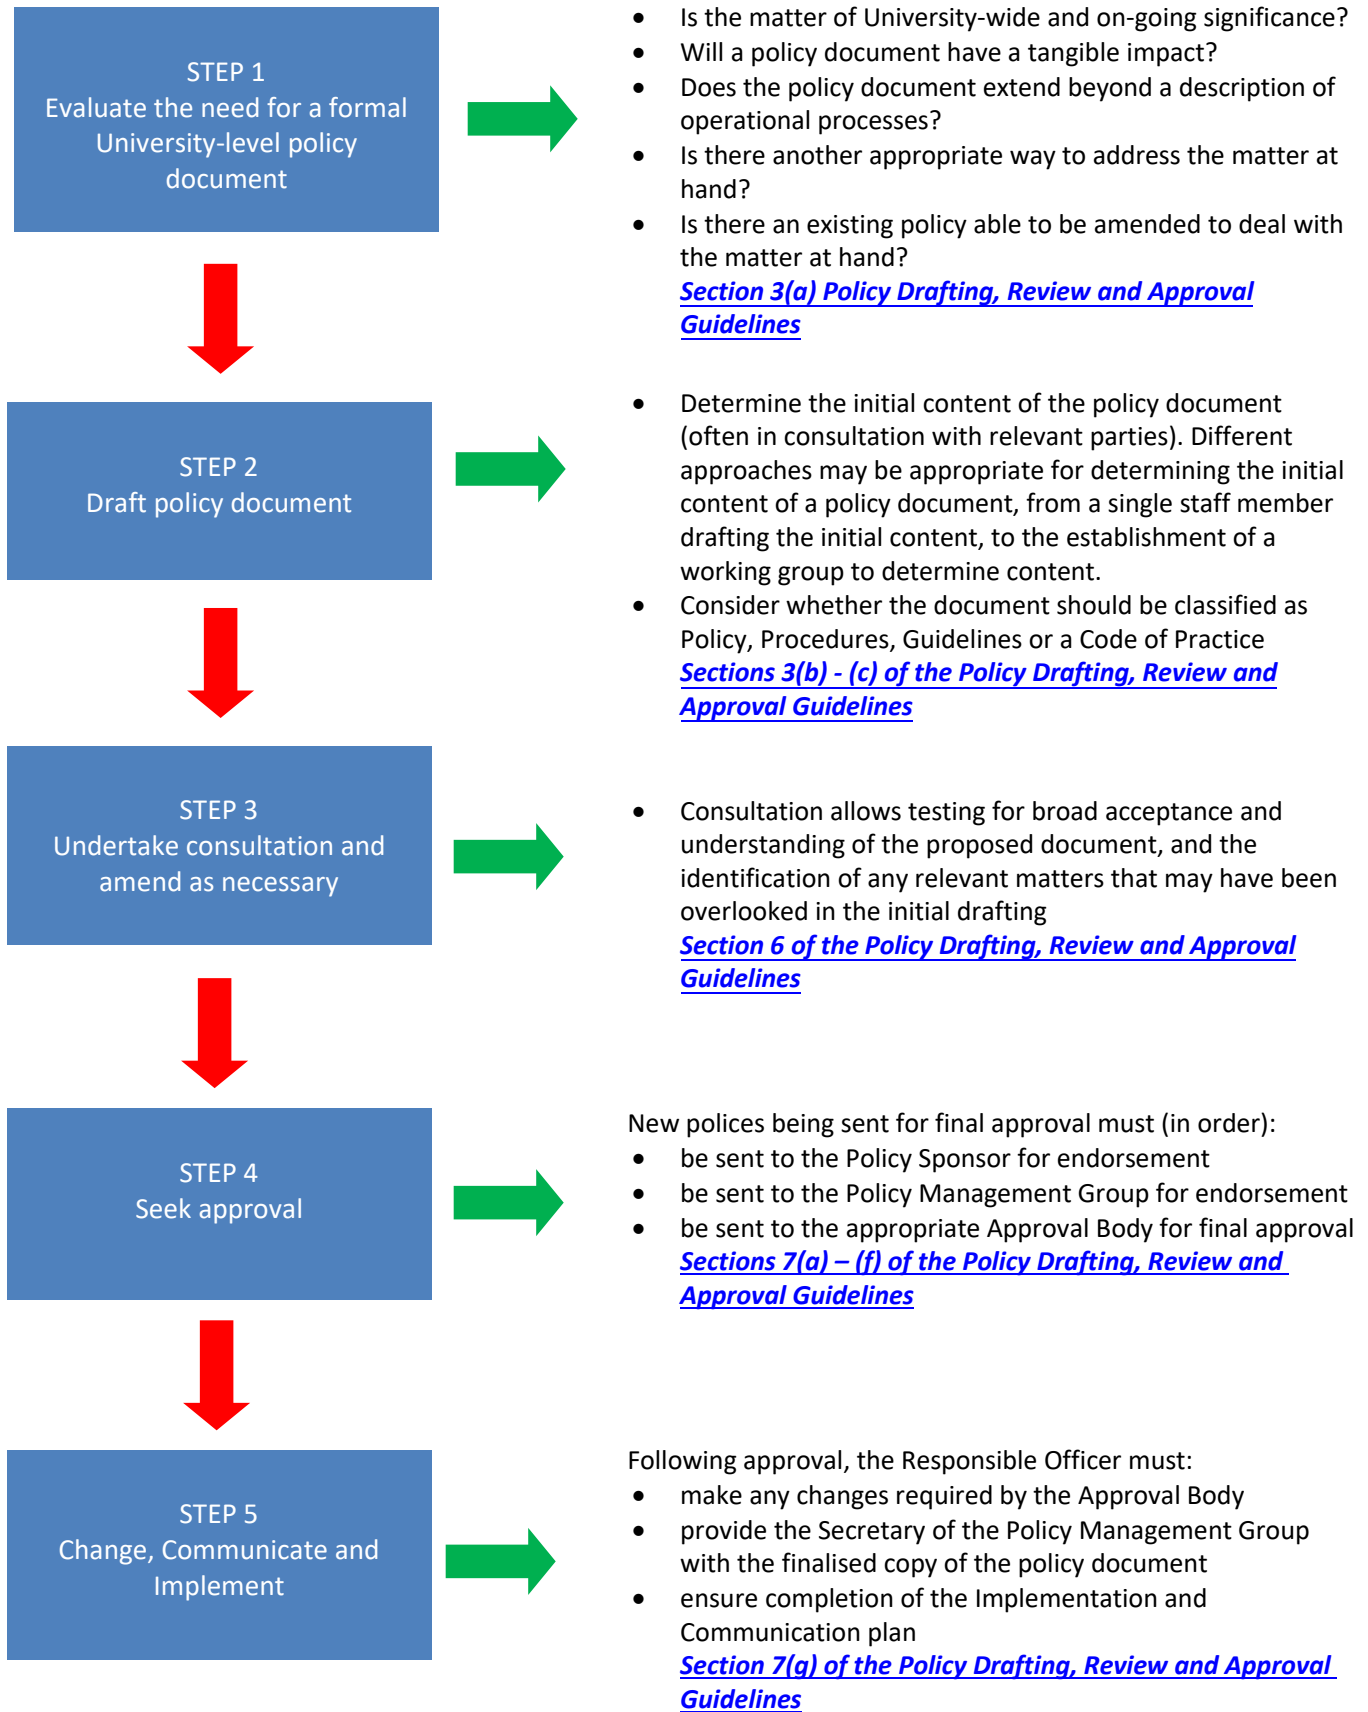 STEP 1
Evaluate the need for a formal
University-level policy
document
• Is the matter of University-wide and on-going significance?
• Will a policy document have a tangible impact?
• Does the policy document extend beyond a description of
operational processes?
• Is there another appropriate way to address the matter at
hand?
• Is there an existing policy able to be amended to deal with
the matter at hand?
Section 3(a) Policy Drafting, Review and Approval
Guidelines
STEP 2
Draft policy document
• Determine the initial content of the policy document
(often in consultation with relevant parties). Different
approaches may be appropriate for determining the initial
content of a policy document, from a single staff member
drafting the initial content, to the establishment of a
working group to determine content.
• Consider whether the document should be classified as
Policy, Procedures, Guidelines or a Code of Practice
Sections 3(b) - (c) of the Policy Drafting, Review and
Approval Guidelines
STEP 3
Undertake consultation and
amend as necessary
• Consultation allows testing for broad acceptance and
understanding of the proposed document, and the
identification of any relevant matters that may have been
overlooked in the initial drafting
Section 6 of the Policy Drafting, Review and Approval
Guidelines
STEP 4
Seek approval
New polices being sent for final approval must (in order):
• be sent to the Policy Sponsor for endorsement
• be sent to the Policy Management Group for endorsement
• be sent to the appropriate Approval Body for final approval
Sections 7(a) – (f) of the Policy Drafting, Review and
Approval Guidelines
STEP 5
Change, Communicate and
Implement
Following approval, the Responsible Officer must:
• make any changes required by the Approval Body
• provide the Secretary of the Policy Management Group
with the finalised copy of the policy document
• ensure completion of the Implementation and
Communication plan
Section 7(g) of the Policy Drafting, Review and Approval
Guidelines